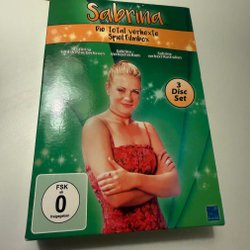 Sabrina
Die Total verhexte
Spielfilmbox
3
Disc
Set
FSK
ab
0
freigegeben